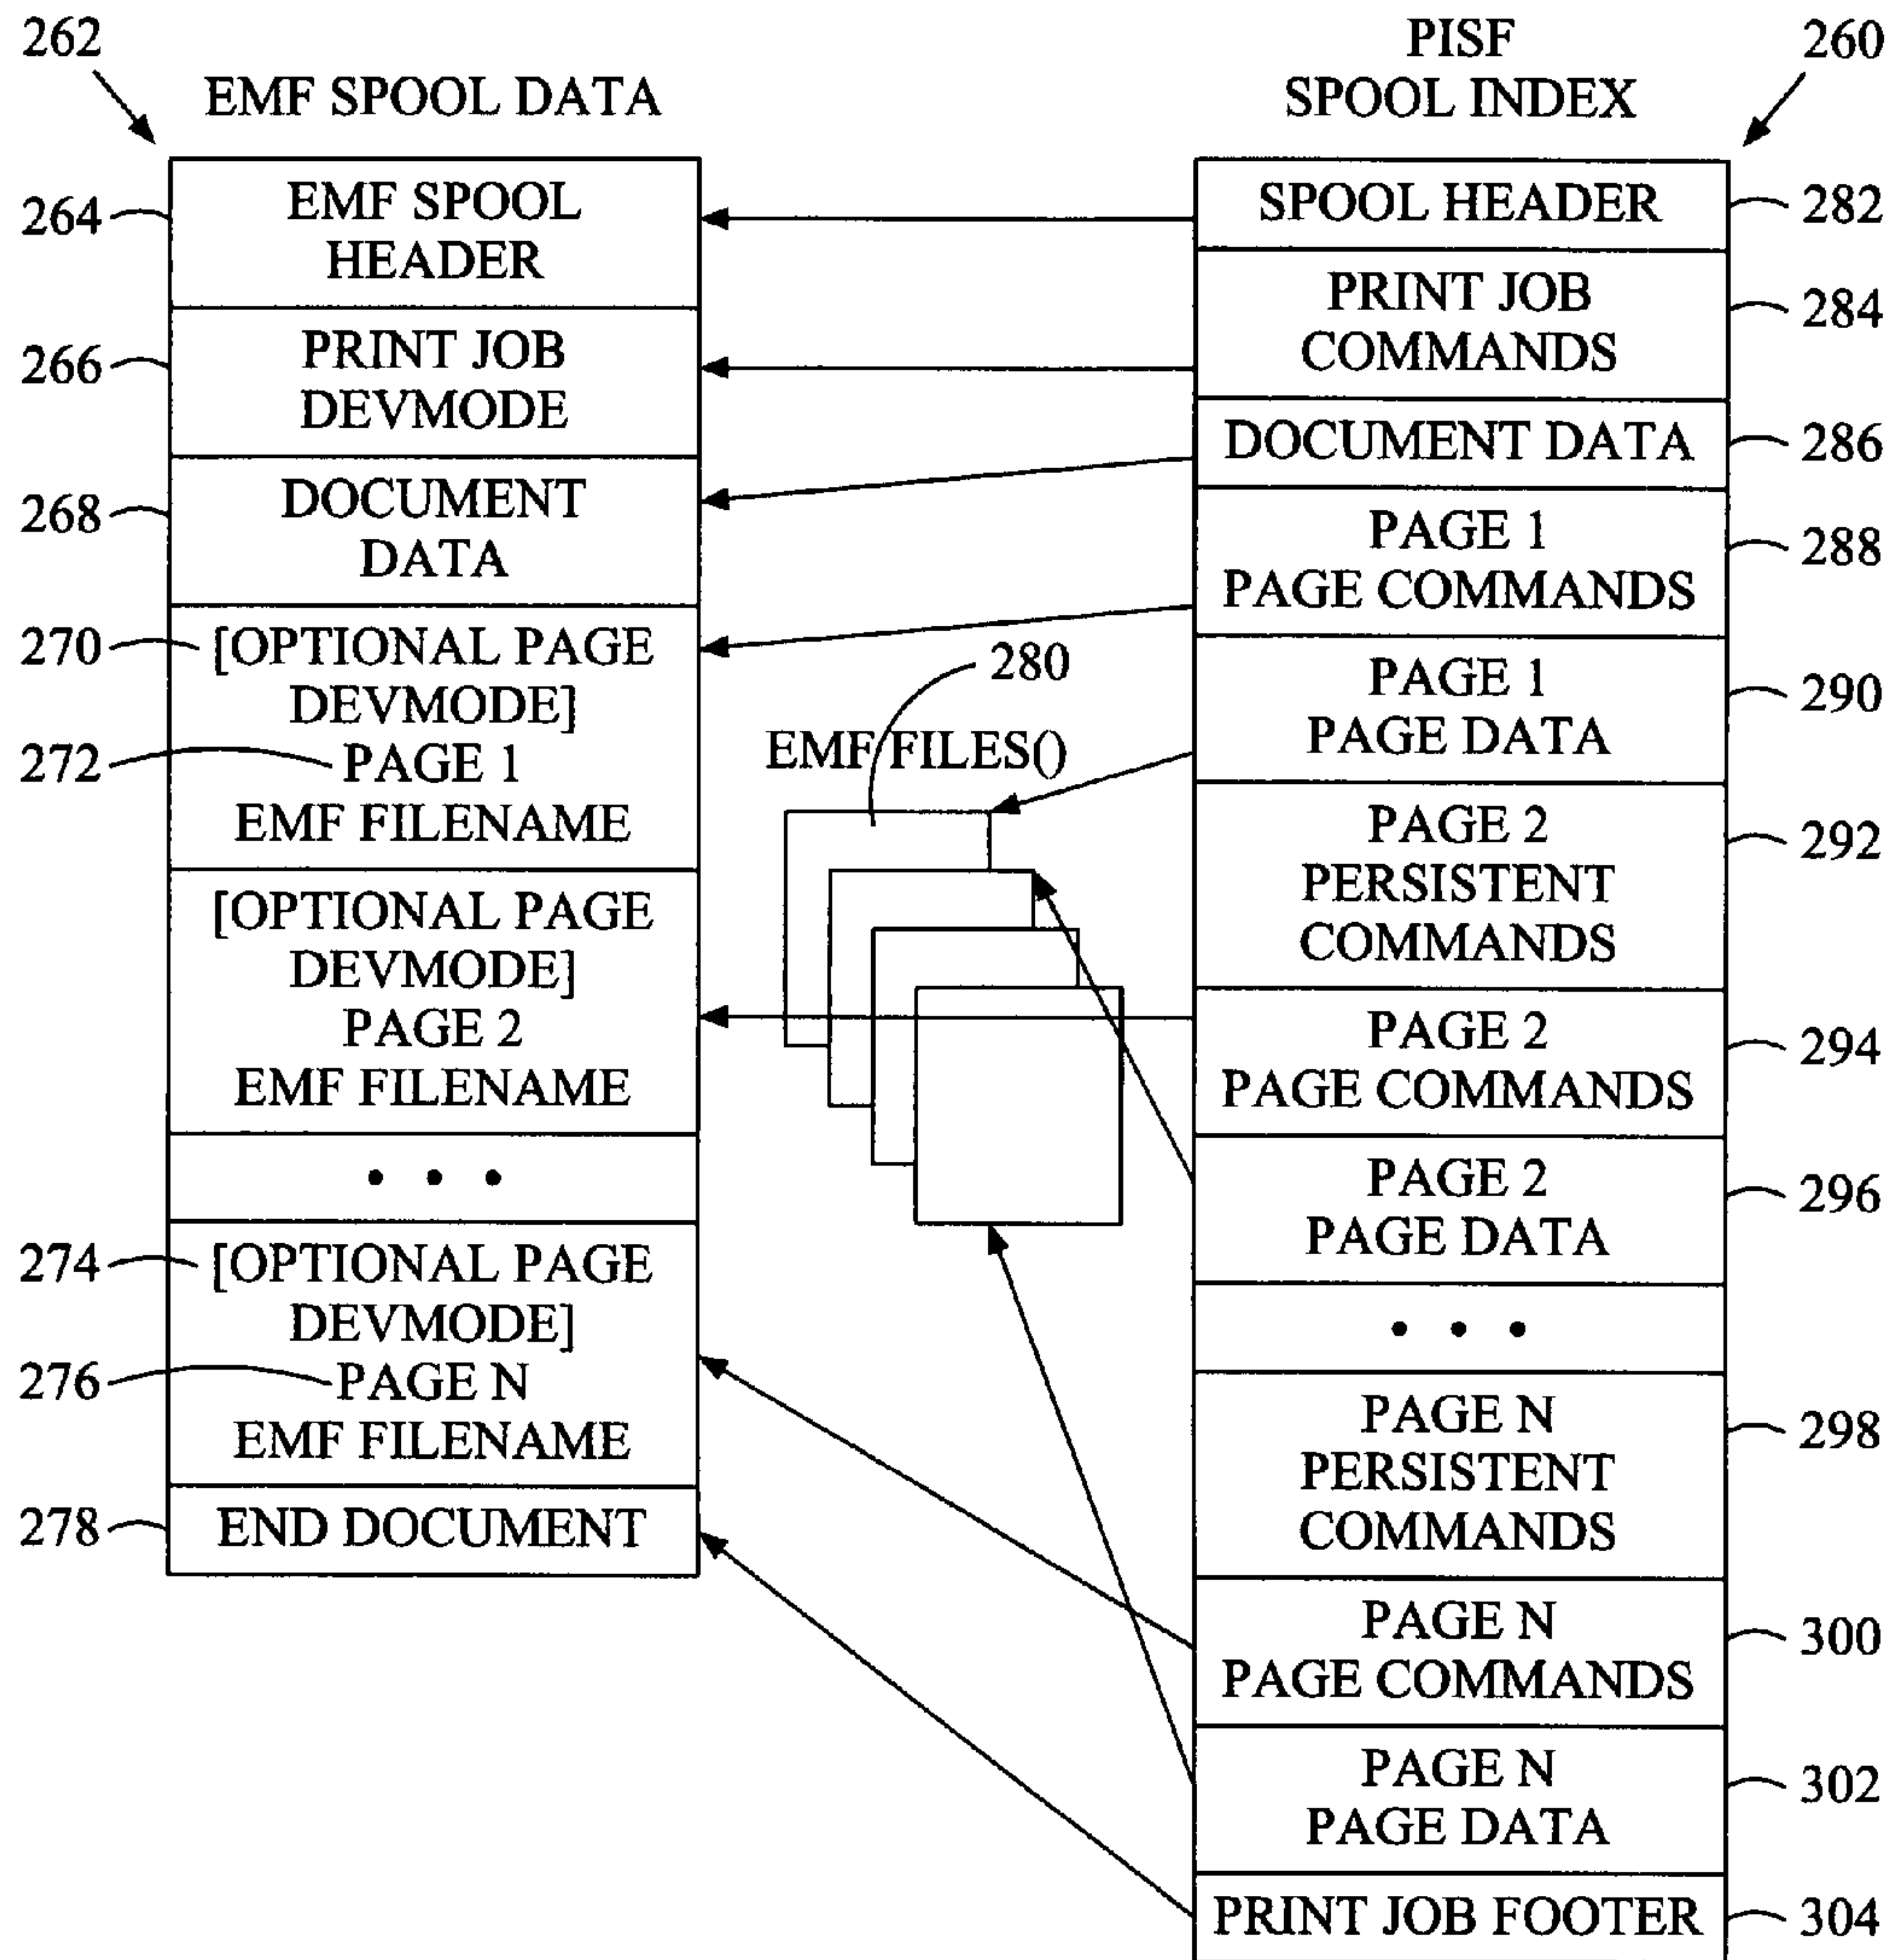 262
EMF SPOOL DATA
264
EMF SPOOL
HEADER
266
PRINT JOB
DEVMODE
268
DOCUMENT
DATA
270
[OPTIONAL PAGE
DEVMODE]
272
PAGE 1
EMF FILENAME
[OPTIONAL PAGE
DEVMODE]
PAGE 2
EMF FILENAME
• • •
274
[OPTIONAL PAGE
DEVMODE]
276
PAGE N
EMF FILENAME
278
END DOCUMENT
280
EMF FILES()
PISF
SPOOL INDEX
260
SPOOL HEADER
282
PRINT JOB
COMMANDS
284
DOCUMENT DATA
286
PAGE 1
PAGE COMMANDS
288
PAGE 1
PAGE DATA
290
PAGE 2
PERSISTENT
COMMANDS
292
PAGE 2
PAGE COMMANDS
294
PAGE 2
PAGE DATA
296
• • •
PAGE N
PERSISTENT
COMMANDS
298
PAGE N
PAGE COMMANDS
300
PAGE N
PAGE DATA
302
PRINT JOB FOOTER
304